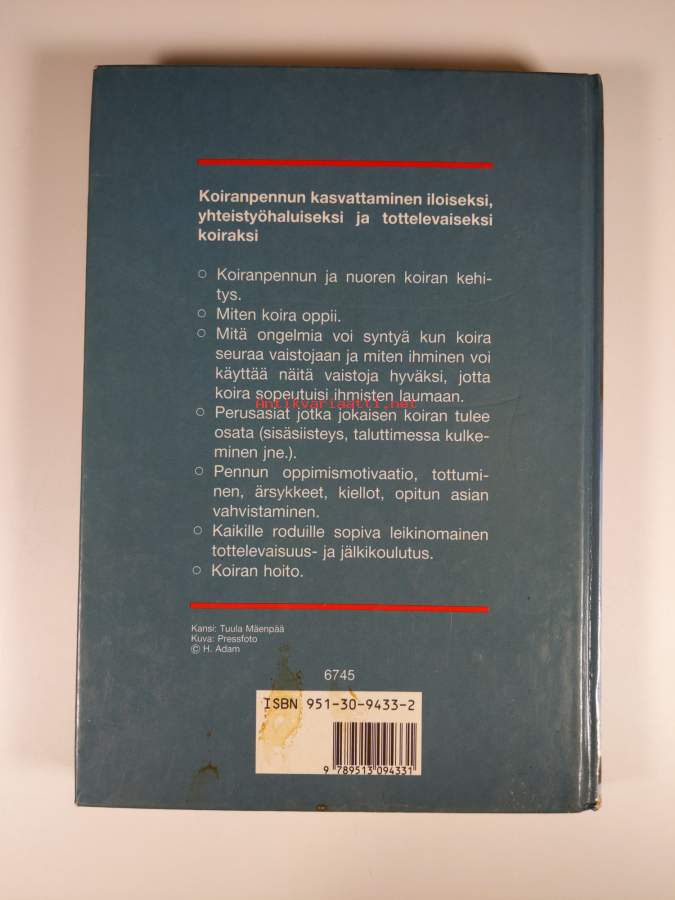 Koiranpennun kasvattaminen iloiseksi,
yhteistyöhaluiseksi ja tottelevaiseksi
koiraksi
○ Koiranpennun ja nuoren koiran kehi-
tys.
○ Miten koira oppii.
○ Mitä ongelmia voi syntyä kun koira
seuraa vaistojaan ja miten ihminen voi
käyttää näitä vaistoja hyväksi, jotta
koira sopeutuisi ihmisten laumaan.
Antikvariaatti.net
○ Perusasiat jotka jokaisen koiran tulee
osata (sisäsiisteys, taluttimessa kulke-
minen jne.).
○ Pennun oppimismotivaatio, tottumi-
nen, ärsykkeet, kiellot, opitun asian
vahvistaminen.
○ Kaikille roduille sopiva leikinomainen
tottelevaisuus- ja jälkikoulutus.
○ Koiran hoito.
Kansi: Tuula Mäenpää
Kuva: Pressfoto
© H. Adam
6745
ISBN 951-30-9433-2
9 789513 094331